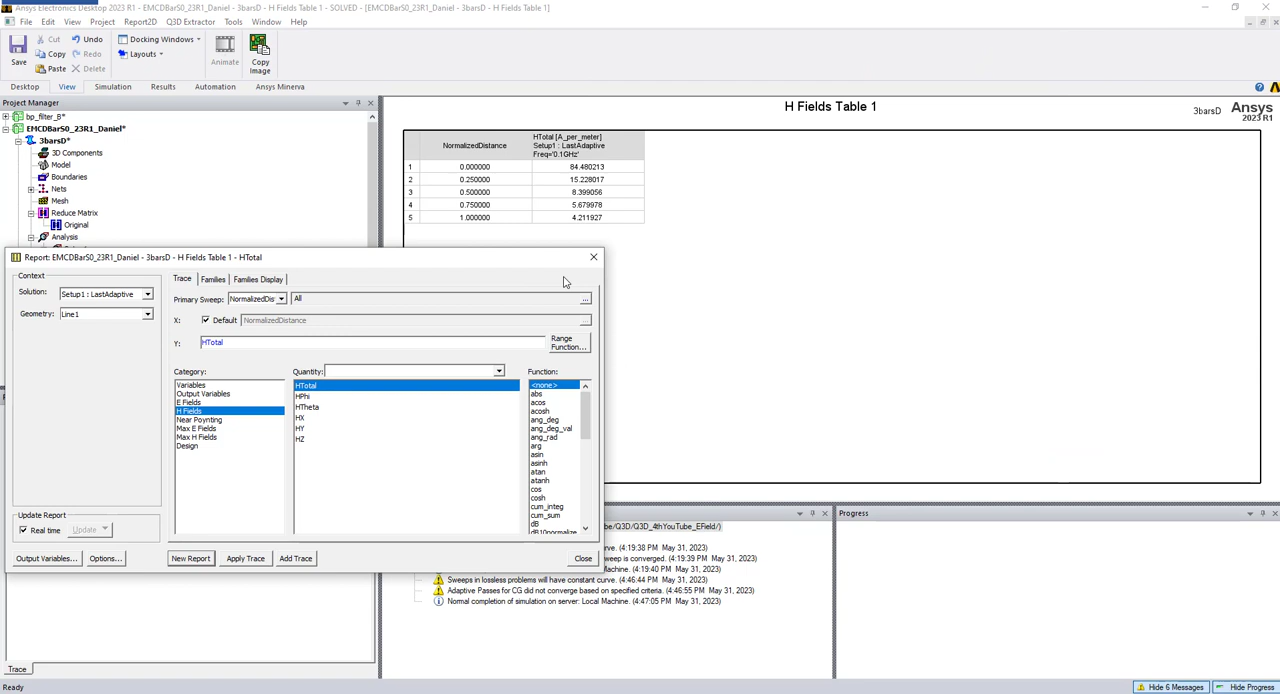 Ansys Electronics Desktop 2023 R1 - EMCDBarsS0_23R1_Daniel - 3barsD - H Fields Table 1 - SOLVED - [EMCDBarS0_23R1_Daniel - 3barsD - H Fields Table 1]
File Edit View Project Report2D Q3D Extractor Tools Window Help
Save
Cut Undo
Copy Redo
Paste Delete
Docking Windows
Layouts
Animate
Copy Image
Desktop View Simulation Results Automation Ansys Minerva
Project Manager
bp_filter_B*
EMCDBarS0_23R1_Daniel*
3barsD*
3D Components
Model
Boundaries
Nets
Mesh
Reduce Matrix
Original
Analysis
H Fields Table 1
3barsD
Ansys
2023 R1
NormalizedDistance
HTotal [A_per_meter]
Setup1 : LastAdaptive
Freq='0.1GHz'
1 0.000000 84.480213
2 0.250000 15.228017
3 0.500000 8.399056
4 0.750000 5.679978
5 1.000000 4.211927
Report: EMCDBarS0_23R1_Daniel - 3barsD - H Fields Table 1 - HTotal
Context
Solution: Setup1 : LastAdaptive
Geometry: Line1
Update Report
Real time Update
Output Variables... Options...
Trace Families Families Display
Primary Sweep: NormalizedDis All ...
X: Default NormalizedDistance ...
Y: HTotal
Range Function...
Category:
Variables
Output Variables
E Fields
H Fields
Near Poynting
Max E Fields
Max H Fields
Design
Quantity:
HTotal
HPhi
HTheta
HX
HY
HZ
Function:
<none>
abs
acos
acosh
ang_deg
ang_deg_val
ang_rad
arg
asin
asinh
atan
atanh
cos
cosh
cum_integ
cum_sum
dB
dB10normalize
New Report Apply Trace Add Trace Close
be/Q3D/Q3D_4thYouTube_EField/)
rve. (4:19:38 PM May 31, 2023)
weep is converged. (4:19:39 PM May 31, 2023)
Machine. (4:19:40 PM May 31, 2023)
Sweeps in lossless problems will have constant curve. (4:46:44 PM May 31, 2023)
Adaptive Passes for CG did not converge based on specified criteria. (4:46:55 PM May 31, 2023)
Normal completion of simulation on server: Local Machine. (4:47:05 PM May 31, 2023)
Progress
Trace
Ready
Hide 6 Messages Hide Progress